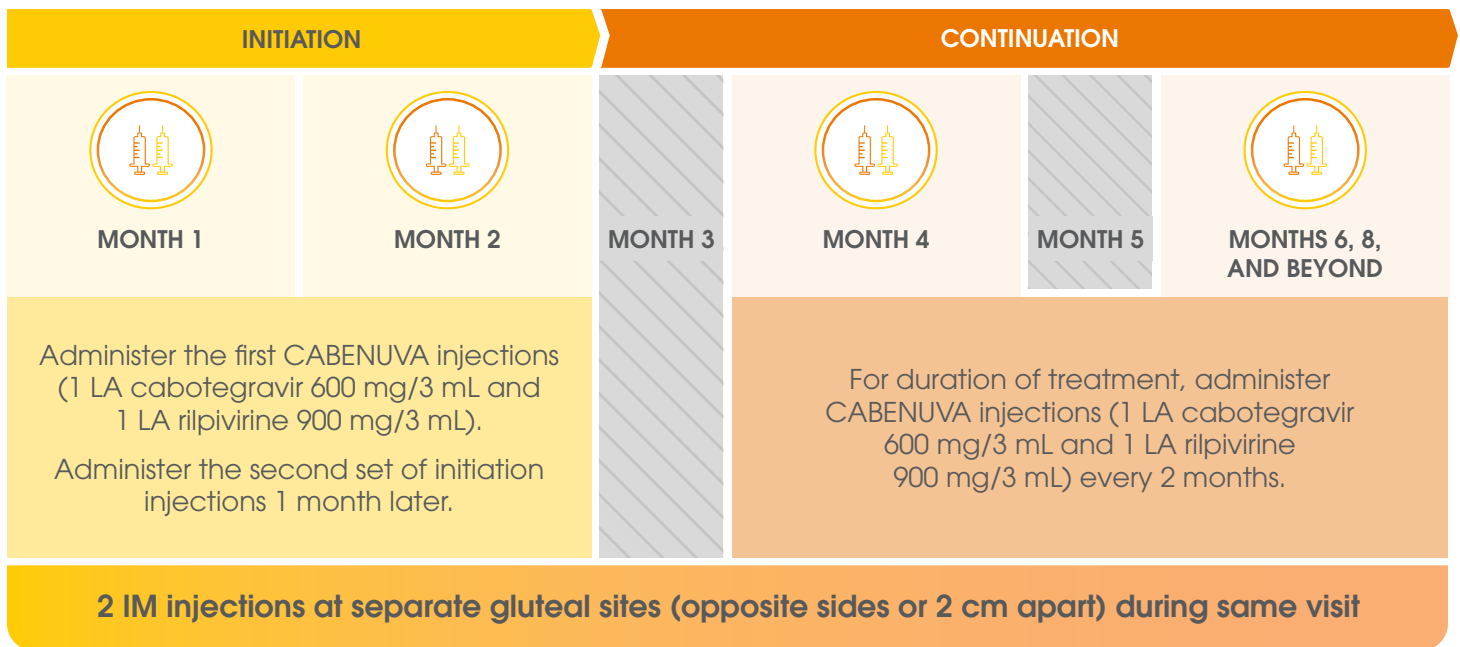 INITIATION
CONTINUATION
MONTH 1
MONTH 2
MONTH 3
MONTH 4
MONTH 5
MONTHS 6, 8,
AND BEYOND
Administer the first CABENUVA injections
(1 LA cabotegravir 600 mg/3 mL and
1 LA rilpivirine 900 mg/3 mL).
Administer the second set of initiation
injections 1 month later.
For duration of treatment, administer
CABENUVA injections (1 LA cabotegravir
600 mg/3 mL and 1 LA rilpivirine
900 mg/3 mL) every 2 months.
2 IM injections at separate gluteal sites (opposite sides or 2 cm apart) during same visit